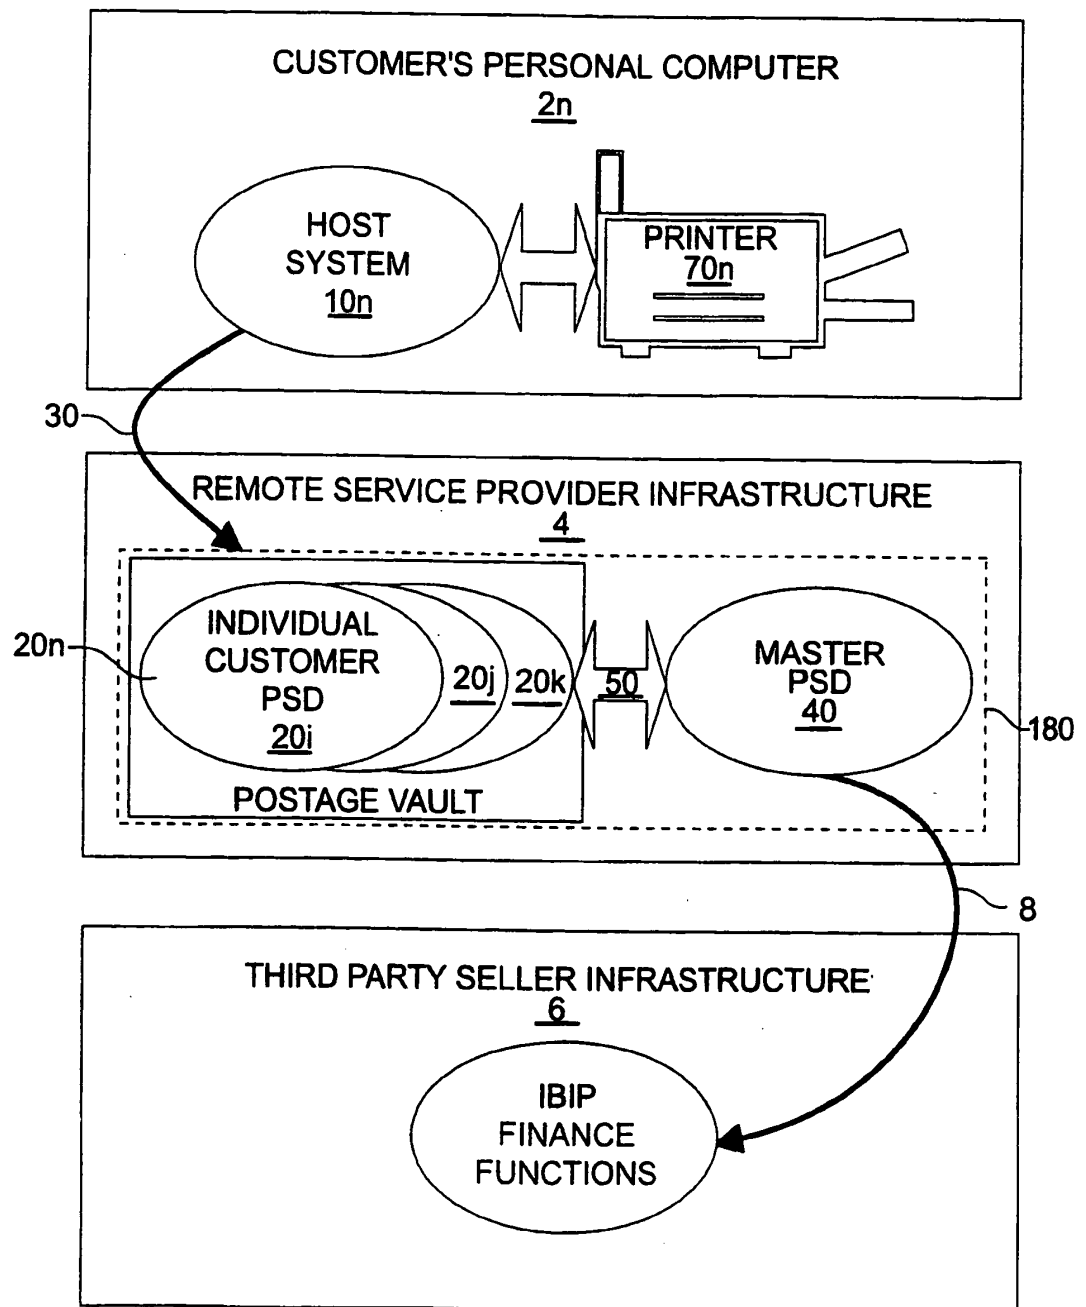 CUSTOMER'S PERSONAL COMPUTER
2n
HOST
SYSTEM
10n
PRINTER
70n
30
REMOTE SERVICE PROVIDER INFRASTRUCTURE
4
20n
INDIVIDUAL
CUSTOMER
PSD
20i
20j
20k
POSTAGE VAULT
50
MASTER
PSD
40
180
8
THIRD PARTY SELLER INFRASTRUCTURE
6
IBIP
FINANCE
FUNCTIONS